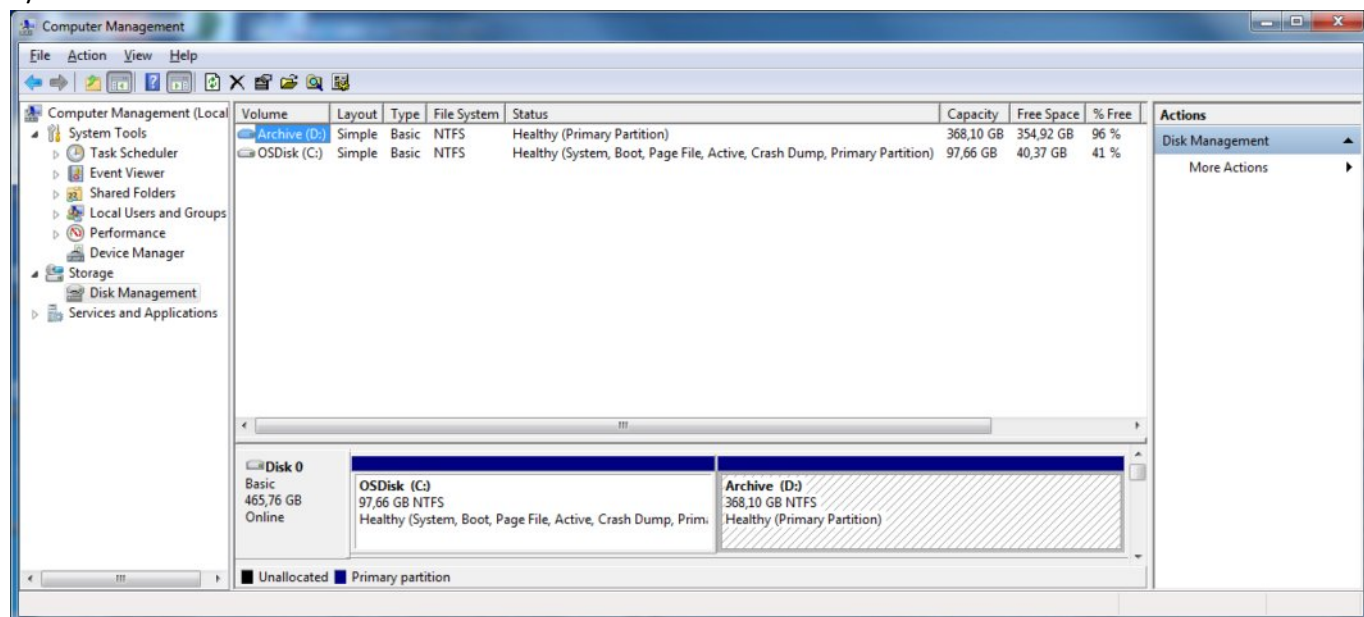 Computer Management
File Action View Help
Computer Management (Local
System Tools
Task Scheduler
Event Viewer
Shared Folders
Local Users and Groups
Performance
Device Manager
Storage
Disk Management
Services and Applications
Volume Layout Type File System Status Capacity Free Space % Free
Archive (D:) Simple Basic NTFS Healthy (Primary Partition) 368,10 GB 354,92 GB 96 %
OSDisk (C:) Simple Basic NTFS Healthy (System, Boot, Page File, Active, Crash Dump, Primary Partition) 97,66 GB 40,37 GB 41 %
Disk 0
Basic
465,76 GB
Online
OSDisk (C:)
97,66 GB NTFS
Healthy (System, Boot, Page File, Active, Crash Dump, Prim
Archive (D:)
368,10 GB NTFS
Healthy (Primary Partition)
Unallocated Primary partition
Actions
Disk Management
More Actions